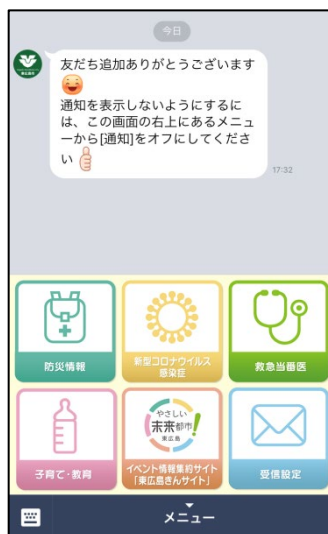 今日
友だち追加ありがとうございます
通知を表示しないようにするに
は、この画面の右上にあるメニュ
ーから[通知]をオフにしてくださ
い
17:32
防災情報
新型コロナウイルス
感染症
救急当番医
子育て・教育
やさしい
未来都市
東広島
イベント情報集約サイト
「東広島さんサイト」
受信設定
メニュー